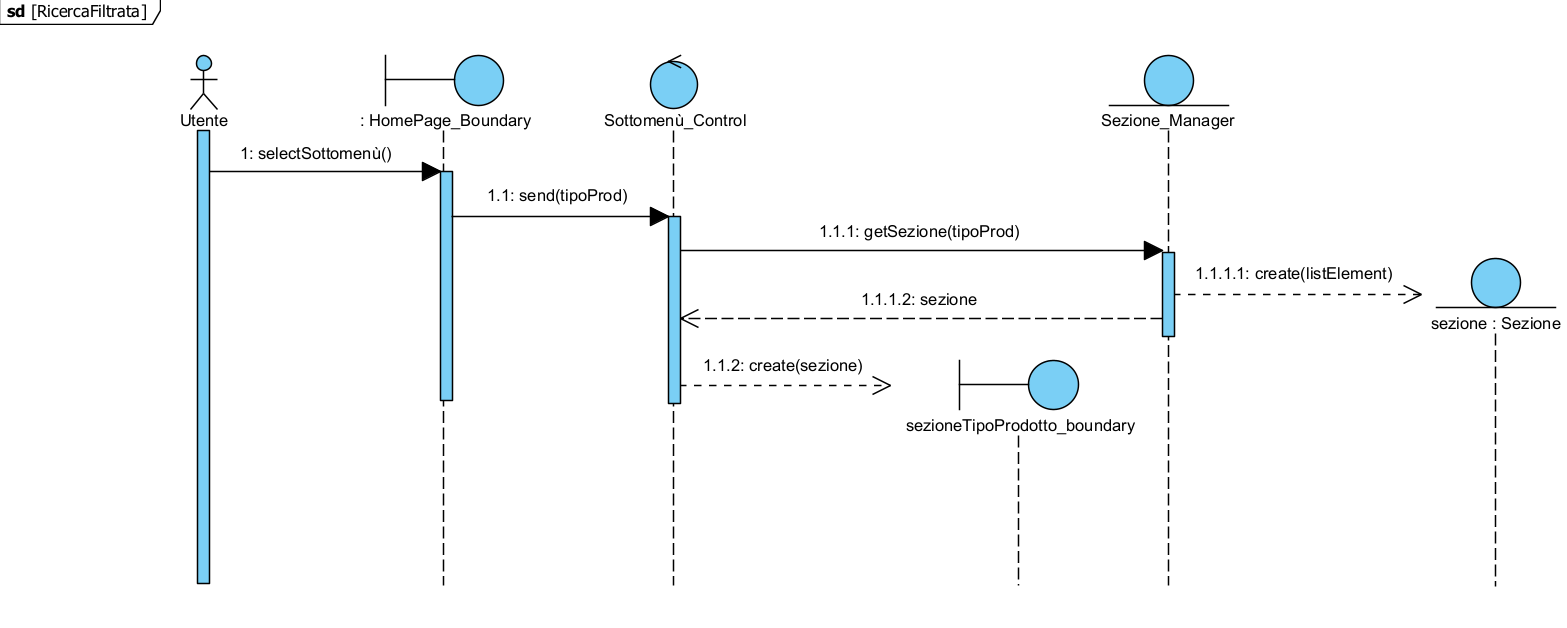 sd [RicercaFiltrata]
Utente
: HomePage_Boundary
Sottomenù_Control
Sezione_Manager
1: selectSottomenù()
1.1: send(tipoProd)
1.1.1: getSezione(tipoProd)
1.1.1.1: create(listElement)
1.1.1.2: sezione
sezione : Sezione
1.1.2: create(sezione)
sezioneTipoProdotto_boundary